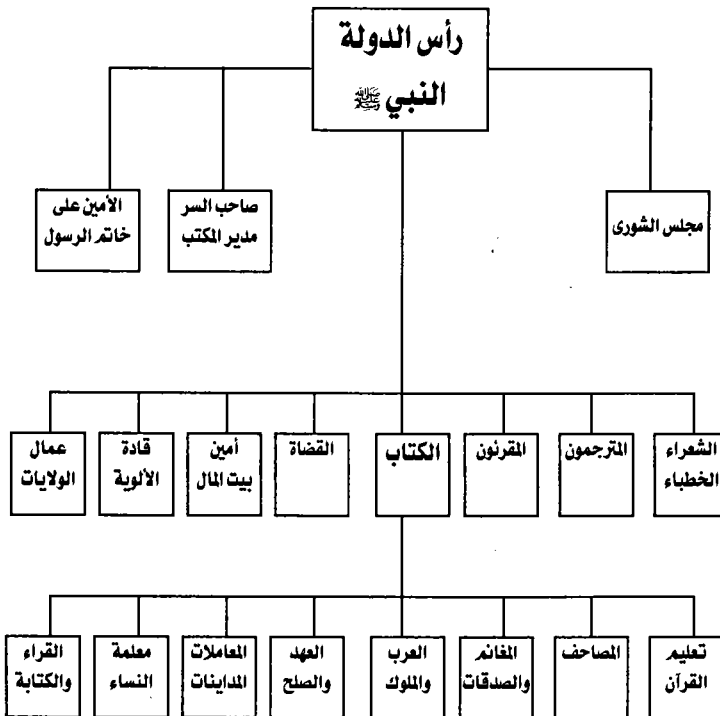 رأس الدولة
النبي ﷺ
مجلس الشورى
صاحب السر
مدير المكتب
الأمين على
خاتم الرسول
الشعراء
الخطباء
المترجمون
المقرئون
الكتاب
القضاة
أمين
بيت المال
قادة
الألوية
عمال
الولايات
تعليم
القرآن
المصاحف
المغانم
والصدقات
العرب
والملوك
العهد
والصلح
المعاملات
المداينات
معلمة
النساء
القراء
والكتابة